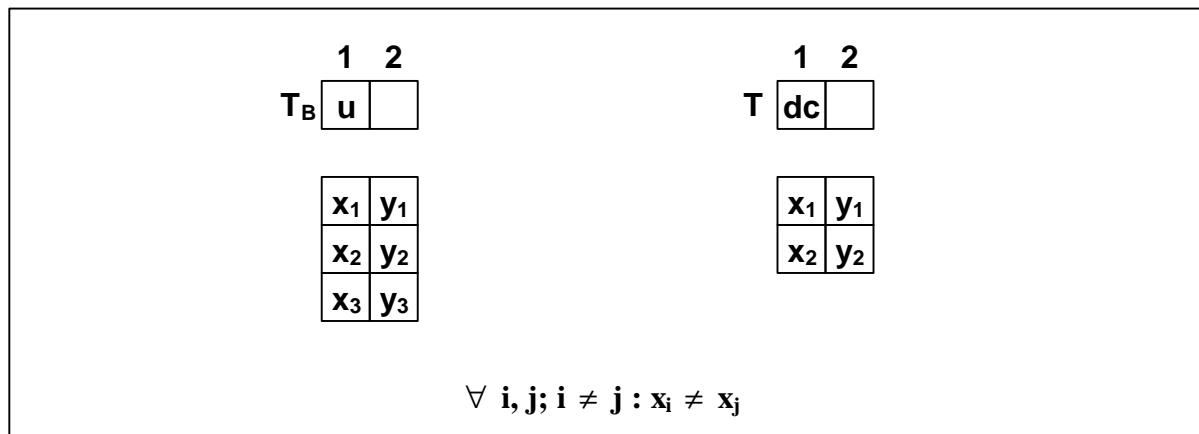 1 2
T_B u
x₁ y₁
x₂ y₂
x₃ y₃
1 2
T dc
x₁ y₁
x₂ y₂
∀ i, j; i ≠ j : xᵢ ≠ xⱼ